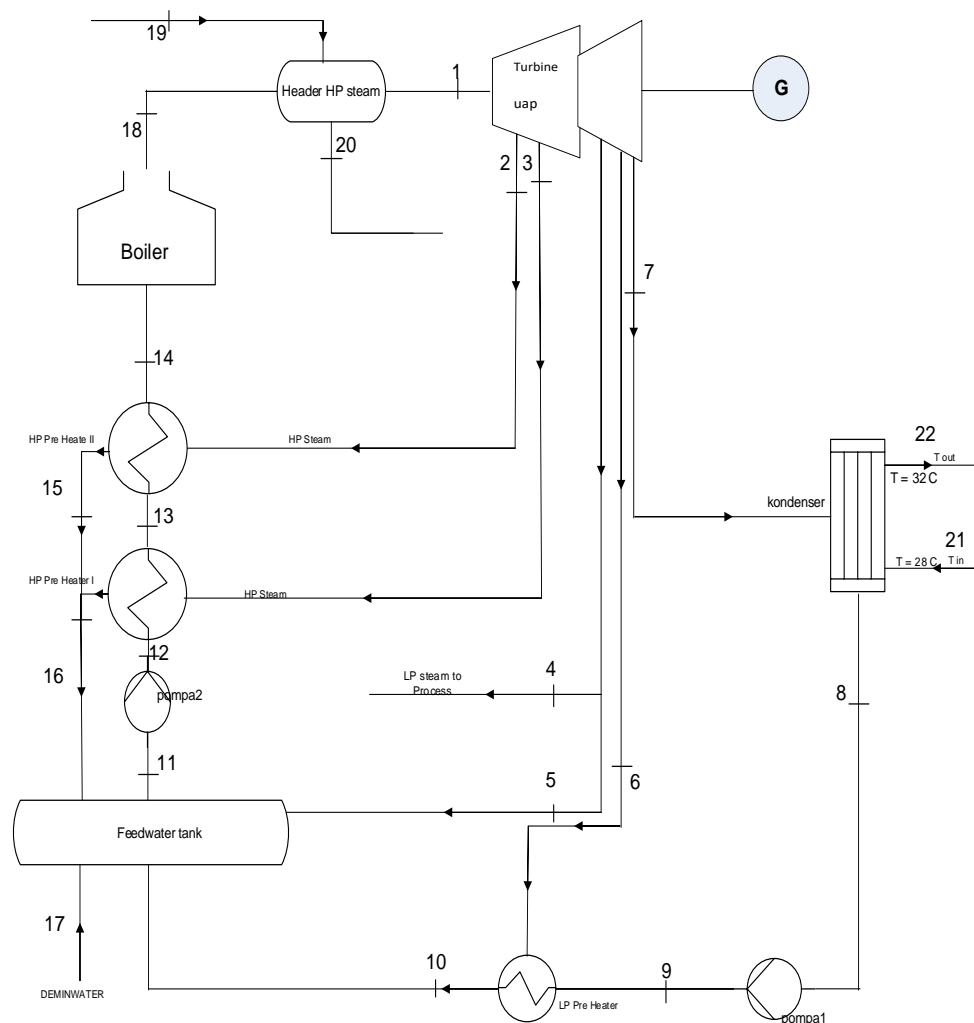 19
Header HP steam
1
Turbine
uap
G
18
20
2
3
Boiler
7
14
HP Pre Heate II
HP Steam
15
13
22
T out
T = 32 C
kondenser
21
T = 28 C
T in
HP Pre Heater I
HP Steam
12
16
pompa2
LP steam to
Process
4
8
11
5
6
Feedwater tank
17
10
9
DEMINWATER
LP Pre Heater
pompa1